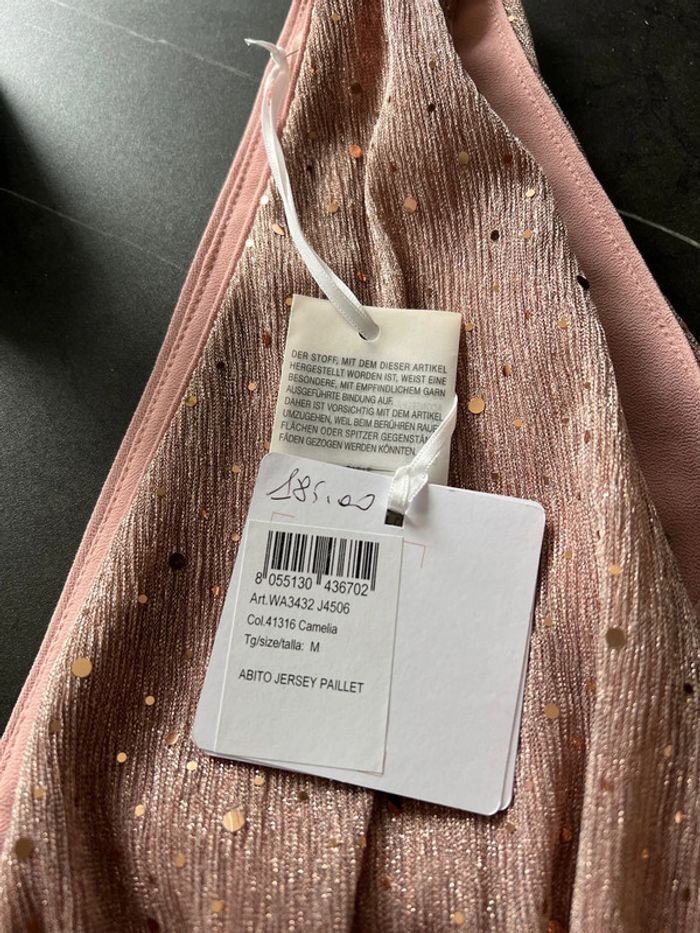 DER STOFF, MIT DEM DIESER ARTIKEL
HERGESTELLT WORDEN IST, WEIST EINE
BESONDERE, MIT EMPFINDLICHEM GARN
AUSGEFÜHRTE BINDUNG AUF.
DAHER IST VORSICHTIG MIT DEM ARTIKEL
UMZUGEHEN, WEIL BEIM BERÜHREN
FLÄCHEN ODER SPITZER
FÄDEN GEZOGEN WERDEN KÖNNTEN.
185.00
8 055130 436702
Art.WA3432 J4506
Col.41316 Camelia
Tg/size/talla: M
ABITO JERSEY PAILLET